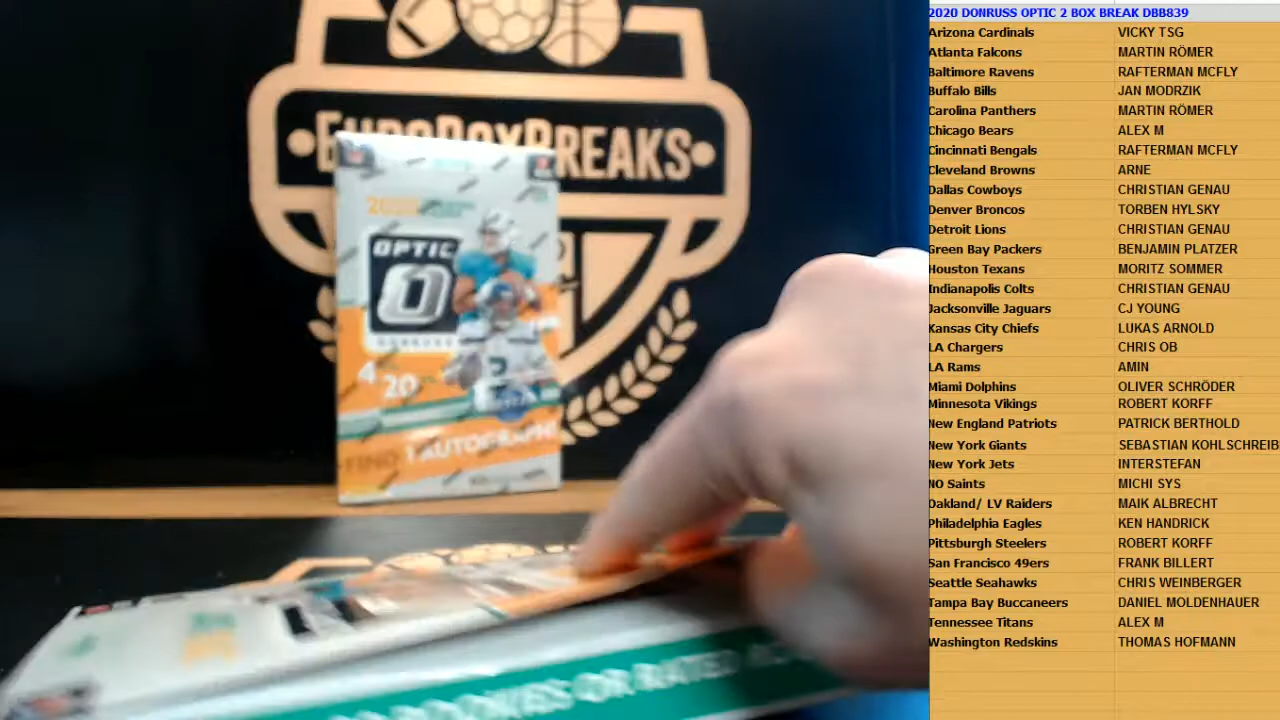 EUROBOXBREAKS
2020
OPTIC
DONRUSS
4 20
FIND 1 AUTOGRAPH!
ROOKIES OR RATED
2020 DONRUSS OPTIC 2 BOX BREAK DBB839
Arizona Cardinals VICKY TSG
Atlanta Falcons MARTIN RÖMER
Baltimore Ravens RAFTERMAN MCFLY
Buffalo Bills JAN MODRZIK
Carolina Panthers MARTIN RÖMER
Chicago Bears ALEX M
Cincinnati Bengals RAFTERMAN MCFLY
Cleveland Browns ARNE
Dallas Cowboys CHRISTIAN GENAU
Denver Broncos TORBEN HYLSKY
Detroit Lions CHRISTIAN GENAU
Green Bay Packers BENJAMIN PLATZER
Houston Texans MORITZ SOMMER
Indianapolis Colts CHRISTIAN GENAU
Jacksonville Jaguars CJ YOUNG
Kansas City Chiefs LUKAS ARNOLD
LA Chargers CHRIS OB
LA Rams AMIN
Miami Dolphins OLIVER SCHRÖDER
Minnesota Vikings ROBERT KORFF
New England Patriots PATRICK BERTHOLD
New York Giants SEBASTIAN KOHLSCHREIB
New York Jets INTERSTEFAN
NO Saints MICHI SYS
Oakland/ LV Raiders MAIK ALBRECHT
Philadelphia Eagles KEN HANDRICK
Pittsburgh Steelers ROBERT KORFF
San Francisco 49ers FRANK BILLERT
Seattle Seahawks CHRIS WEINBERGER
Tampa Bay Buccaneers DANIEL MOLDENHAUER
Tennessee Titans ALEX M
Washington Redskins THOMAS HOFMANN